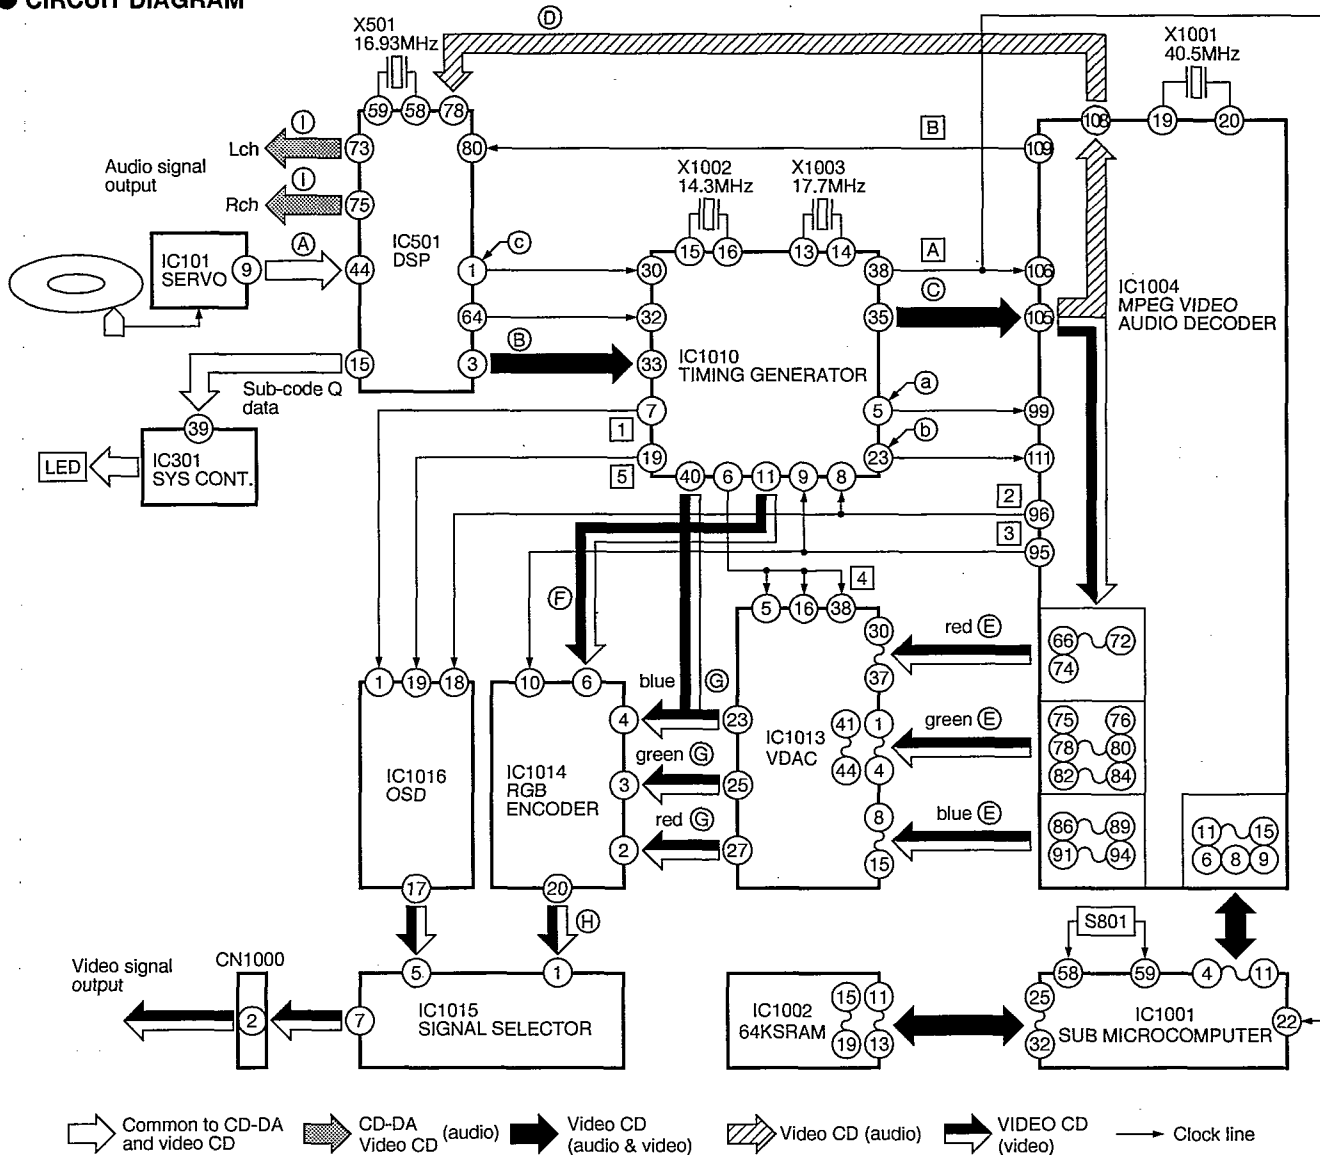 ● CIRCUIT DIAGRAM
D
X501
16.93MHz
X1001
40.5MHz
59 58 78
108 19 20
I
Lch
73
80
B
109
Audio signal
output
X1002
14.3MHz
X1003
17.7MHz
I
Rch
75
IC101
SERVO
9
A
44
IC501
DSP
1
c
15 16 13 14
30
38
A
106
IC1004
MPEG VIDEO
AUDIO DECODER
64
32
35
C
105
B
15
3
33
IC1010
TIMING GENERATOR
Sub-code Q
data
a
7
5
99
39
1
b
LED
IC301
SYS CONT.
19
23
111
5
40 6 11 9 8
2
96
3
95
F
4
5 16 38
30
red E
66 72
74
37
1 19 18
10 6
blue G
4
23
IC1013
VDAC
41
44
1
4
green E
75 76
78 80
82 84
IC1016
OSD
IC1014
RGB
ENCODER
green G
3
25
red G
2
27
8
15
blue E
86 89
91 94
11 15
6 8 9
17
20
H
S801
Video signal
output
CN1000
2
5
1
7
IC1015
SIGNAL SELECTOR
IC1002
64KSRAM
15 11
19 13
25
32
58 59 4 11
IC1001
SUB MICROCOMPUTER
22
Common to CD-DA
and video CD
CD-DA
Video CD
(audio)
Video CD
(audio & video)
Video CD (audio)
VIDEO CD
(video)
Clock line